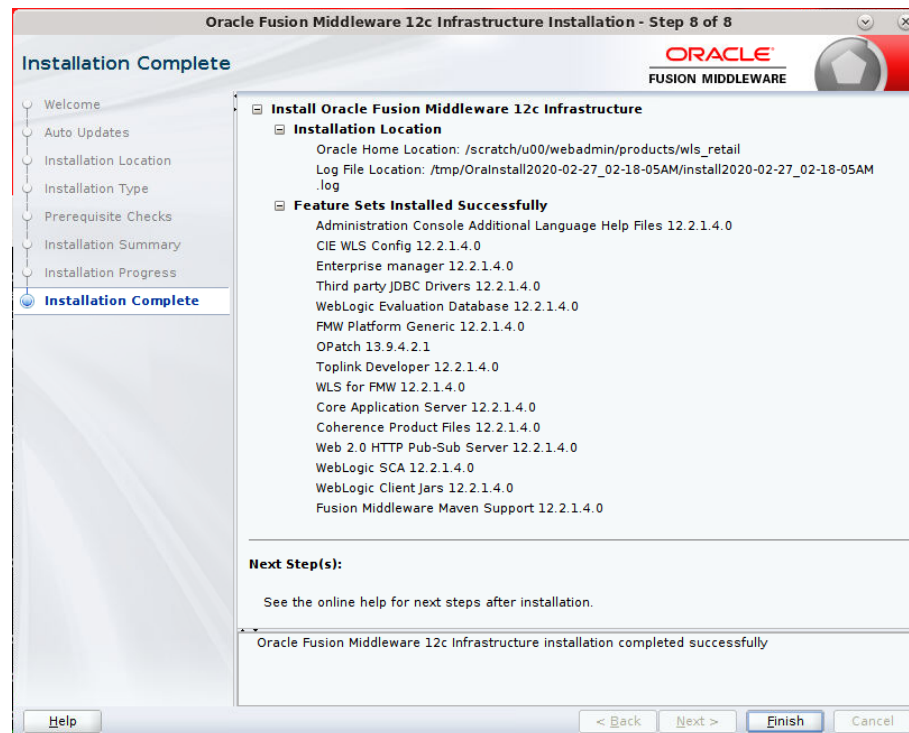 Oracle Fusion Middleware 12c Infrastructure Installation - Step 8 of 8
Installation Complete
ORACLE
FUSION MIDDLEWARE
Welcome
Auto Updates
Installation Location
Installation Type
Prerequisite Checks
Installation Summary
Installation Progress
Installation Complete
Install Oracle Fusion Middleware 12c Infrastructure
Installation Location
Oracle Home Location: /scratch/u00/webadmin/products/wls_retail
Log File Location: /tmp/OraInstall2020-02-27_02-18-05AM/install2020-02-27_02-18-05AM
.log
Feature Sets Installed Successfully
Administration Console Additional Language Help Files 12.2.1.4.0
CIE WLS Config 12.2.1.4.0
Enterprise manager 12.2.1.4.0
Third party JDBC Drivers 12.2.1.4.0
WebLogic Evaluation Database 12.2.1.4.0
FMW Platform Generic 12.2.1.4.0
OPatch 13.9.4.2.1
Toplink Developer 12.2.1.4.0
WLS for FMW 12.2.1.4.0
Core Application Server 12.2.1.4.0
Coherence Product Files 12.2.1.4.0
Web 2.0 HTTP Pub-Sub Server 12.2.1.4.0
WebLogic SCA 12.2.1.4.0
WebLogic Client Jars 12.2.1.4.0
Fusion Middleware Maven Support 12.2.1.4.0
Next Step(s):
See the online help for next steps after installation.
Oracle Fusion Middleware 12c Infrastructure installation completed successfully
Help
< Back
Next >
Finish
Cancel